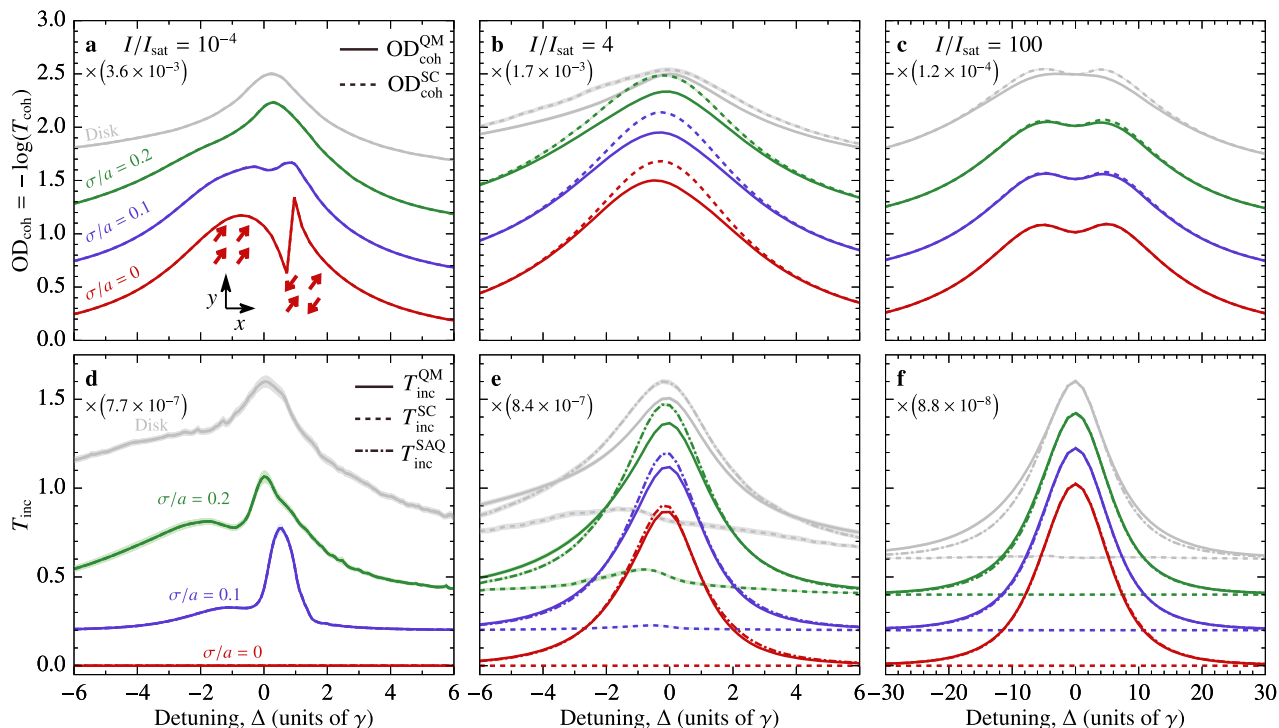 a I/I_sat = 10⁻⁴
×(3.6 × 10⁻³)
OD_coh^QM
OD_coh^SC
Disk
σ/a = 0.2
σ/a = 0.1
σ/a = 0
y
x
OD_coh = −log(T_coh)
3.0
2.5
2.0
1.5
1.0
0.5
0.0
b I/I_sat = 4
×(1.7 × 10⁻³)
c I/I_sat = 100
×(1.2 × 10⁻⁴)
d
×(7.7 × 10⁻⁷)
T_inc^QM
T_inc^SC
T_inc^SAQ
Disk
σ/a = 0.2
σ/a = 0.1
σ/a = 0
T_inc
1.5
1.0
0.5
0.0
−6 −4 −2 0 2 4 6
Detuning, Δ (units of γ)
e
×(8.4 × 10⁻⁷)
−6 −4 −2 0 2 4 6
Detuning, Δ (units of γ)
f
×(8.8 × 10⁻⁸)
−30 −20 −10 0 10 20 30
Detuning, Δ (units of γ)